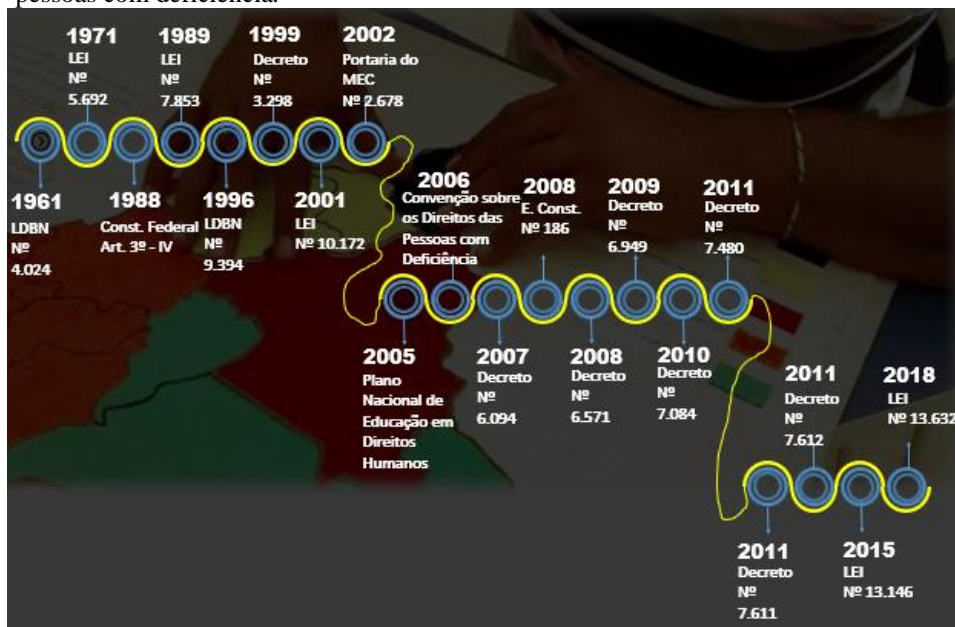 pessoas com deficiência.
1971
LEI
Nº
5.692
1989
LEI
Nº
7.853
1999
Decreto
Nº
3.298
2002
Portaria do
MEC
Nº 2.678
1961
LDBN
Nº
4.024
1988
Const. Federal
Art. 3º - IV
1996
LDBN
Nº
9.394
2001
LEI
Nº 10.172
2006
Convenção sobre
os Direitos das
Pessoas com
Deficiência
2008
E. Const.
Nº 186
2009
Decreto
Nº
6.949
2011
Decreto
Nº
7.480
2005
Plano
Nacional de
Educação em
Direitos
Humanos
2007
Decreto
Nº
6.094
2008
Decreto
Nº
6.571
2010
Decreto
Nº
7.084
2011
Decreto
Nº
7.612
2018
LEI
Nº 13.632
2011
Decreto
Nº
7.611
2015
LEI
Nº 13.146